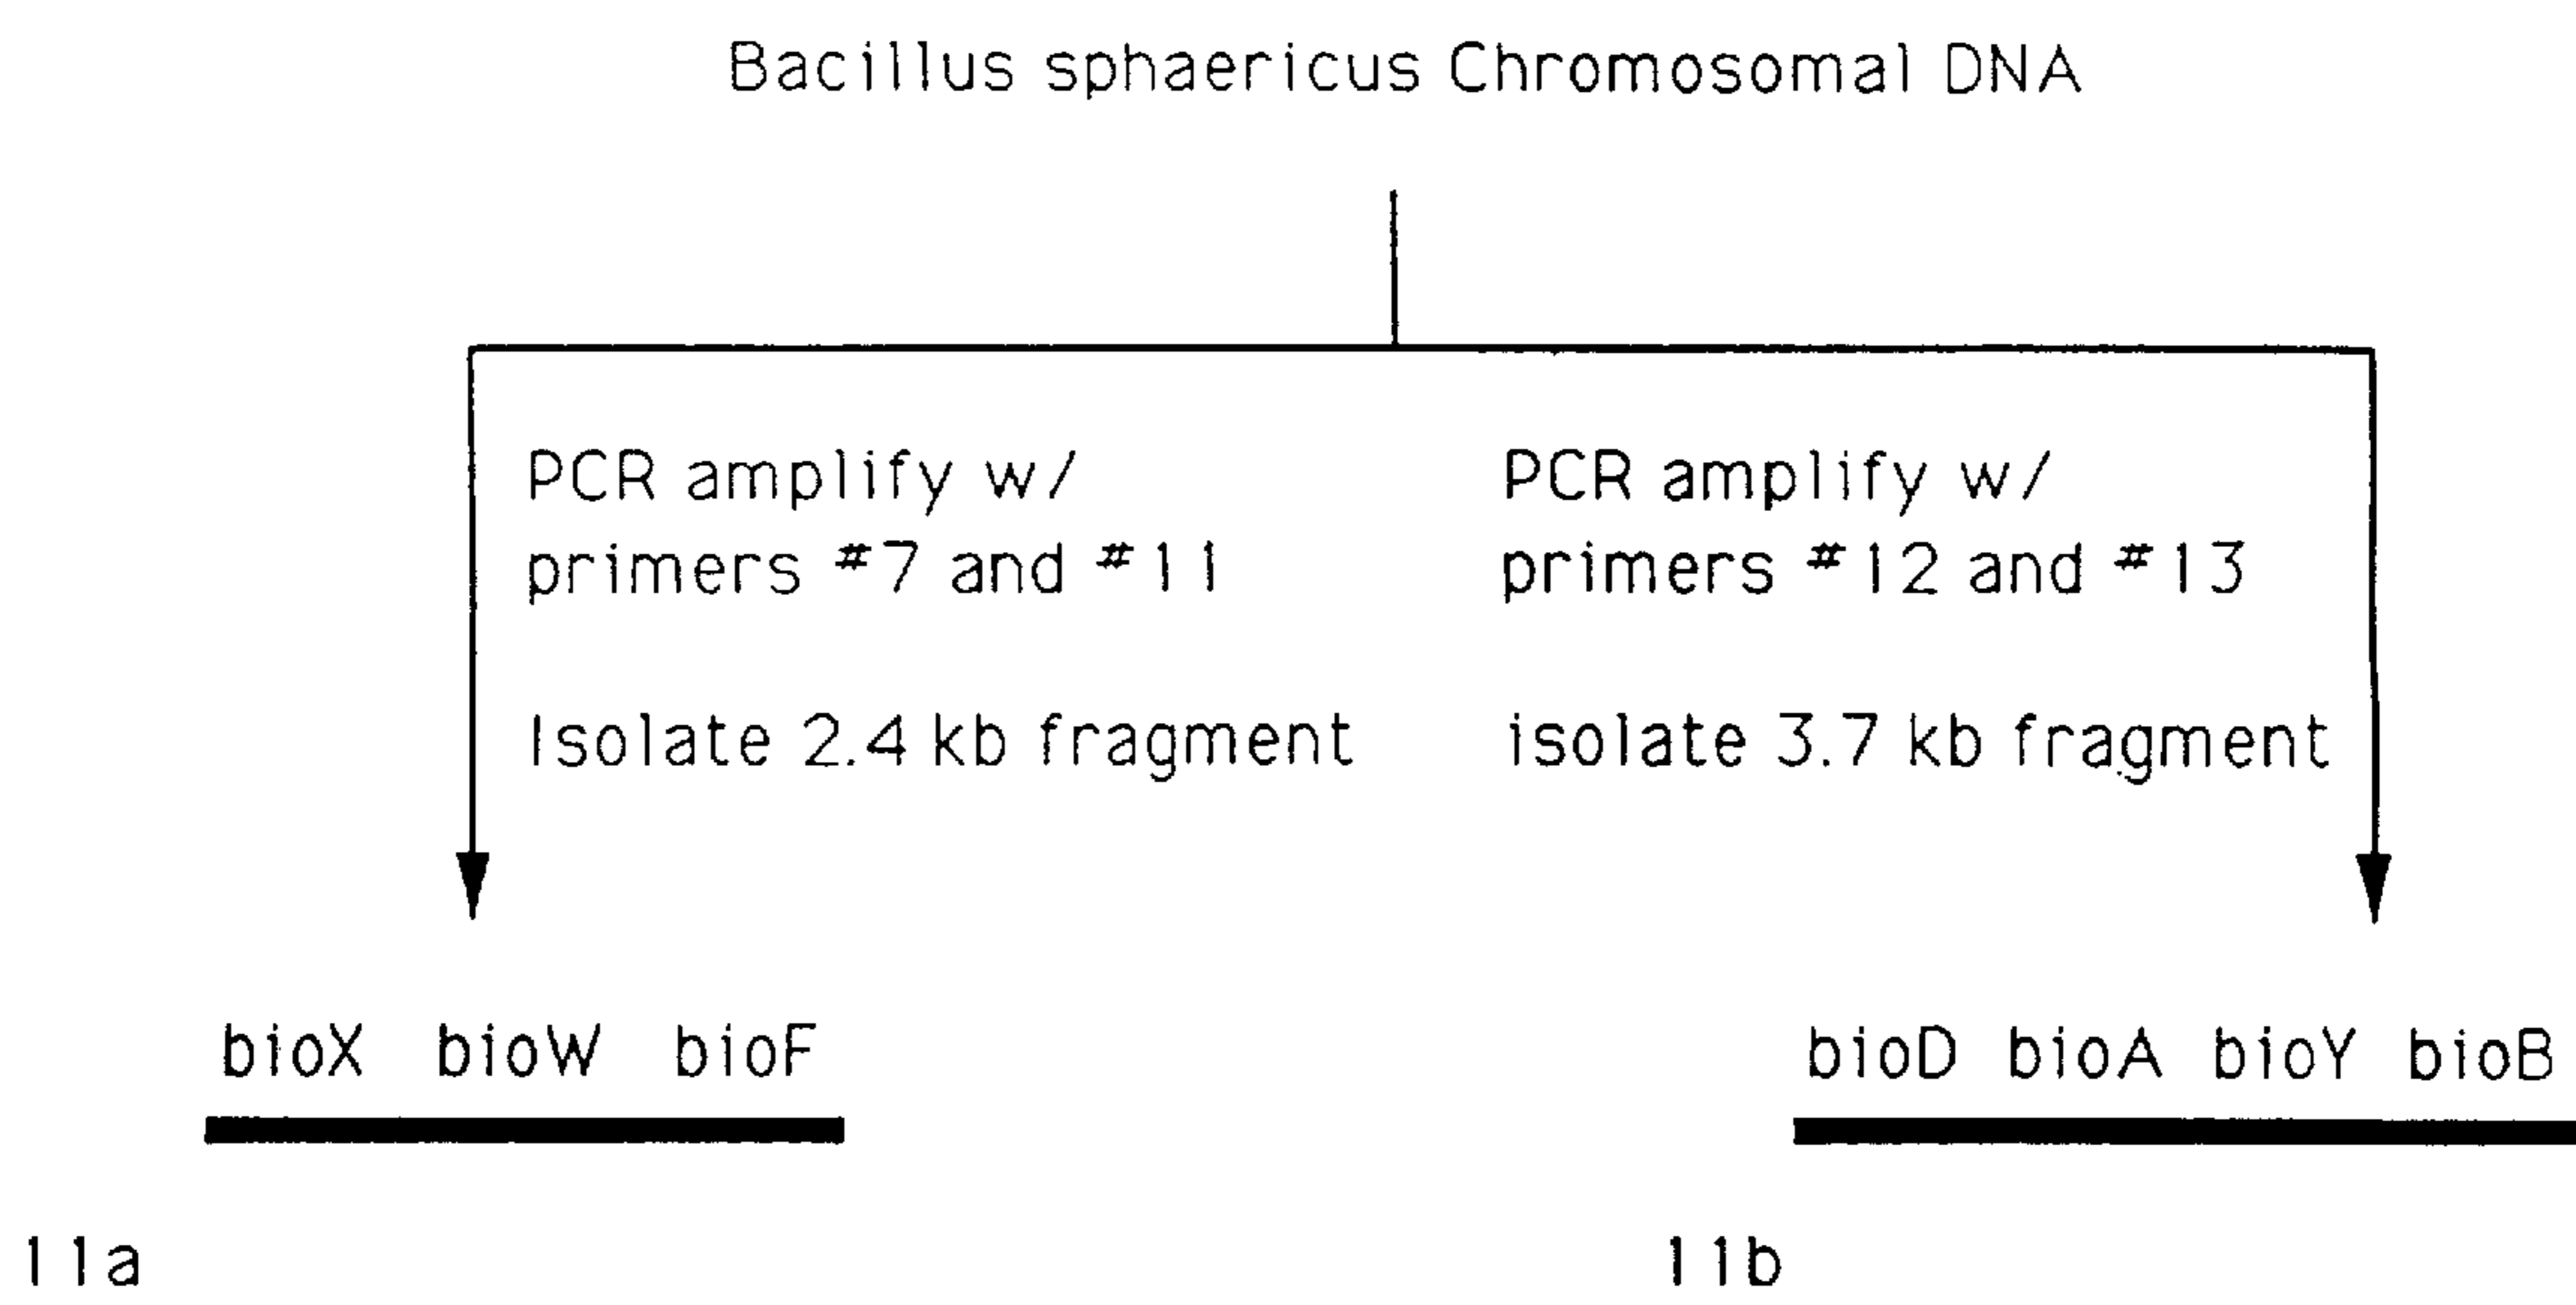 Bacillus sphaericus Chromosomal DNA
PCR amplify w/
primers #7 and #11
Isolate 2.4 kb fragment
PCR amplify w/
primers #12 and #13
isolate 3.7 kb fragment
bioX bioW bioF
bioD bioA bioY bioB
11a
11b